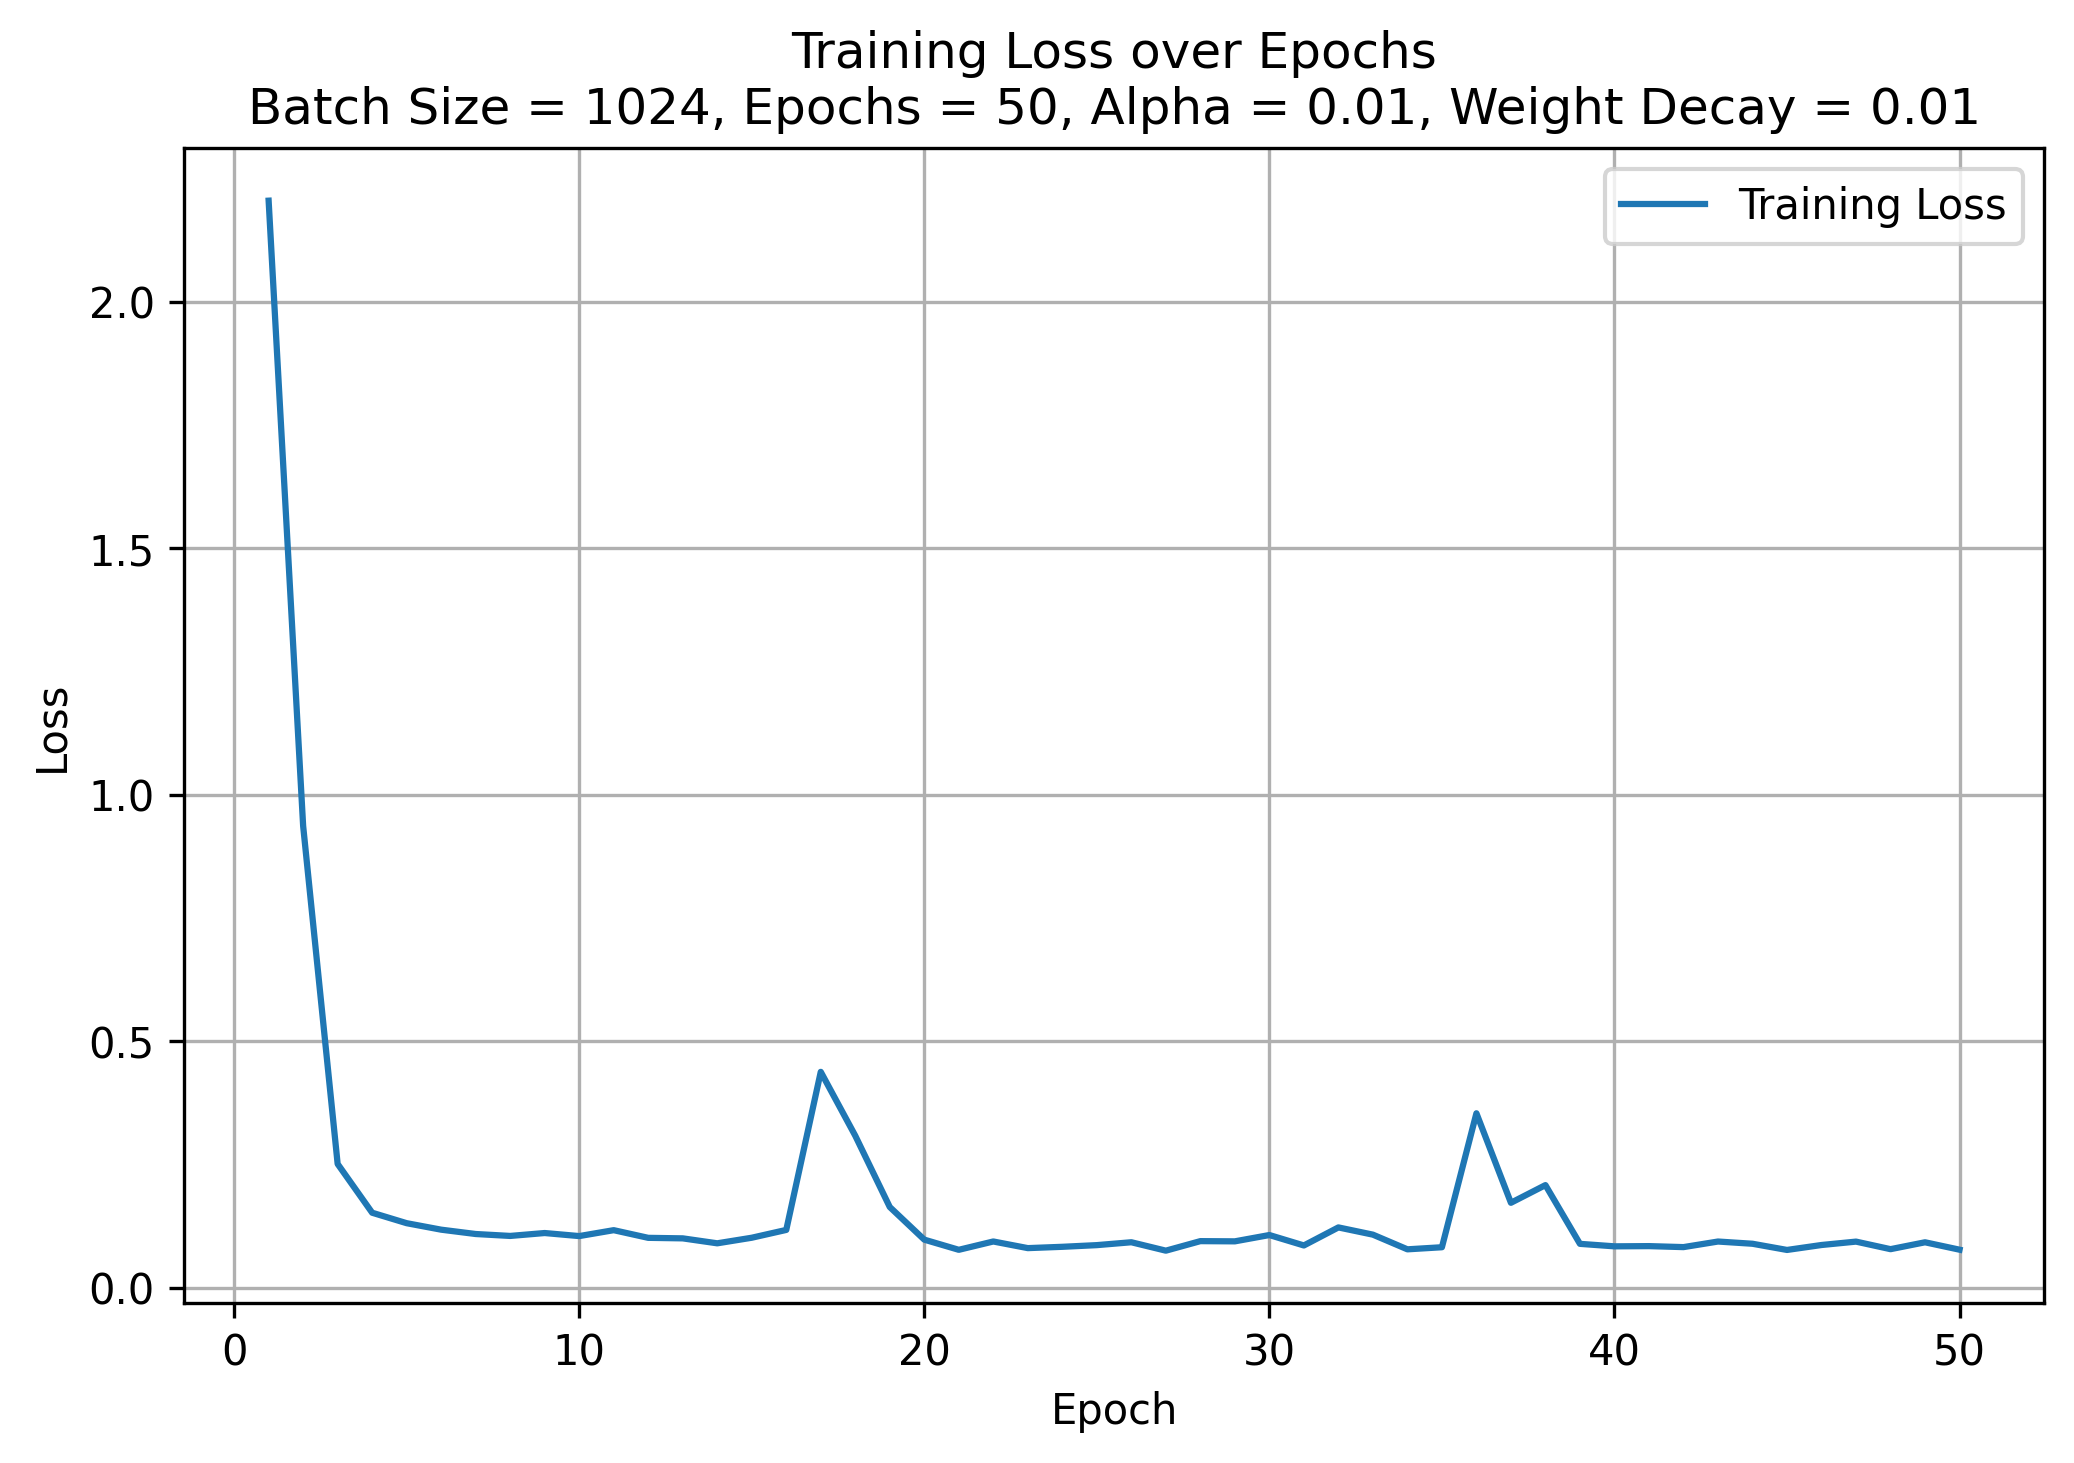 Training Loss over Epochs
Batch Size = 1024, Epochs = 50, Alpha = 0.01, Weight Decay = 0.01
Training Loss
2.0
1.5
1.0
0.5
0.0
Loss
0 10 20 30 40 50
Epoch